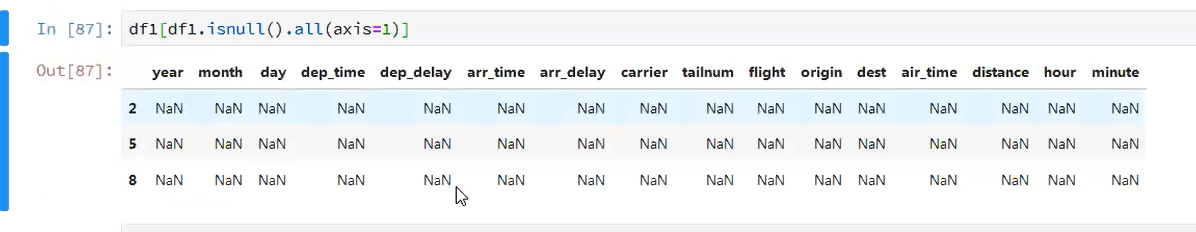 In [87]: df1[df1.isnull().all(axis=1)]
Out[87]:
year month day dep_time dep_delay arr_time arr_delay carrier tailnum flight origin dest air_time distance hour minute
2 NaN NaN NaN NaN NaN NaN NaN NaN NaN NaN NaN NaN NaN NaN NaN NaN
5 NaN NaN NaN NaN NaN NaN NaN NaN NaN NaN NaN NaN NaN NaN NaN NaN
8 NaN NaN NaN NaN NaN NaN NaN NaN NaN NaN NaN NaN NaN NaN NaN NaN